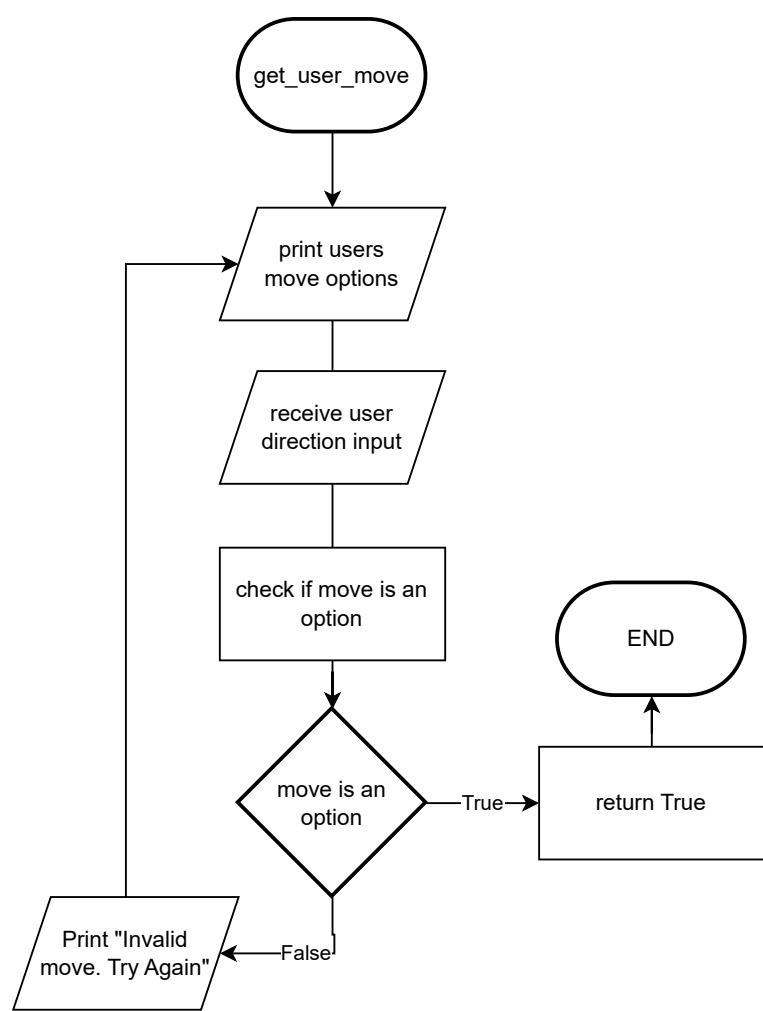 get_user_move
print users
move options
receive user
direction input
check if move is an
option
move is an
option
True
return True
END
False
Print "Invalid
move. Try Again"